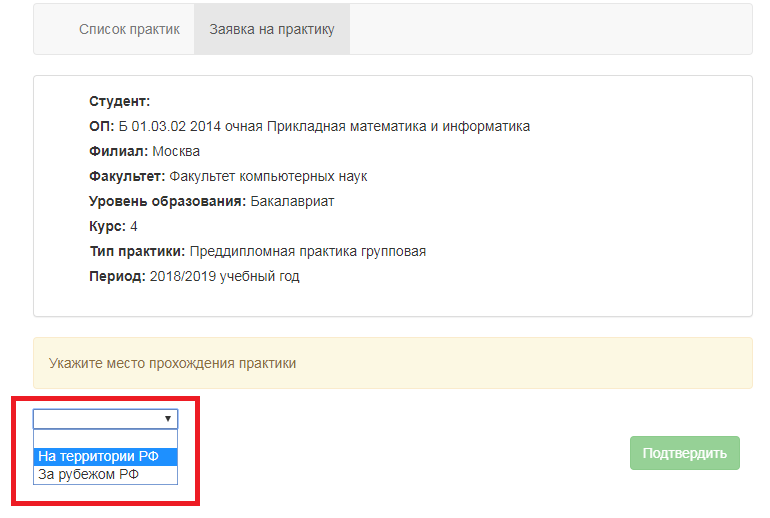 Список практик
Заявка на практику
Студент:
ОП: Б 01.03.02 2014 очная Прикладная математика и информатика
Филиал: Москва
Факультет: Факультет компьютерных наук
Уровень образования: Бакалавриат
Курс: 4
Тип практики: Преддипломная практика групповая
Период: 2018/2019 учебный год
Укажите место прохождения практики
На территории РФ
За рубежом РФ
Подтвердить